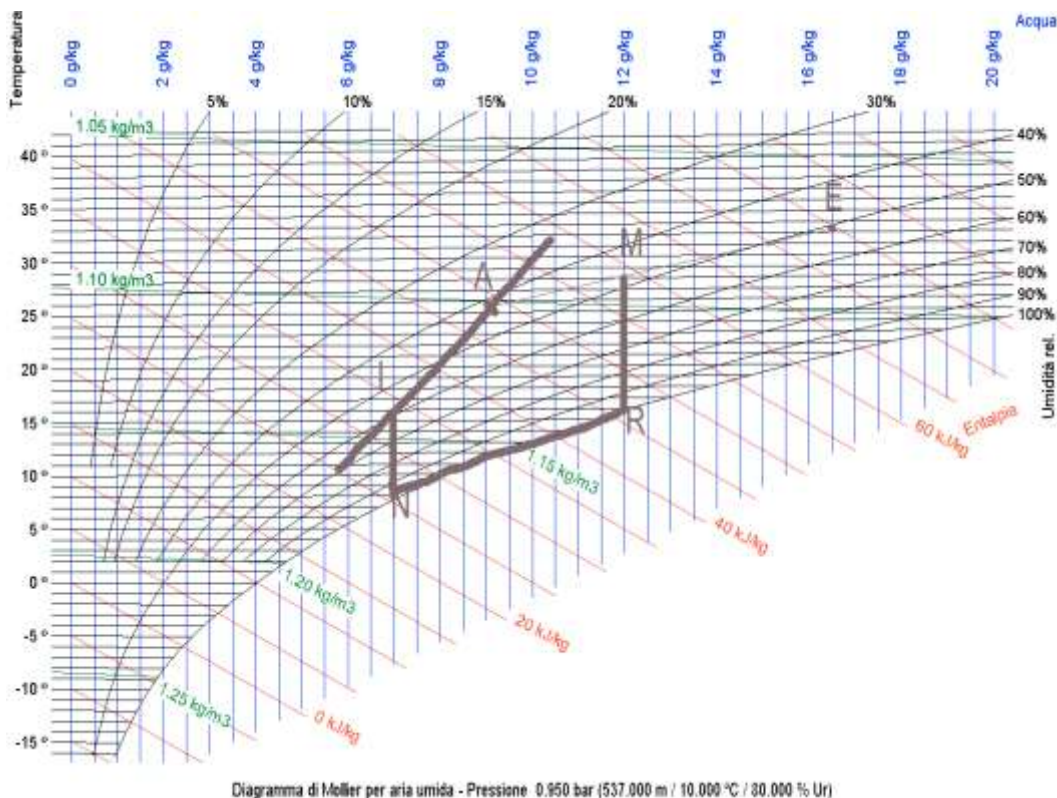 Acqua
Temperatura
0 g/kg
2 g/kg
4 g/kg
6 g/kg
8 g/kg
10 g/kg
12 g/kg
14 g/kg
16 g/kg
18 g/kg
20 g/kg
5%
10%
15%
20%
30%
40%
50%
60%
70%
80%
90%
100%
Umidità rel.
1.05 kg/m3
1.10 kg/m3
1.15 kg/m3
1.20 kg/m3
1.25 kg/m3
40 °
35 °
30 °
25 °
20 °
15 °
10 °
5 °
0 °
-5 °
-10 °
-15 °
E
M
A
I
R
N
Entalpia
60 kJ/kg
40 kJ/kg
20 kJ/kg
0 kJ/kg
Diagramma di Mollier per aria umida - Pressione 0.950 bar (537.000 m / 10.000 °C / 80.000 % Ur)